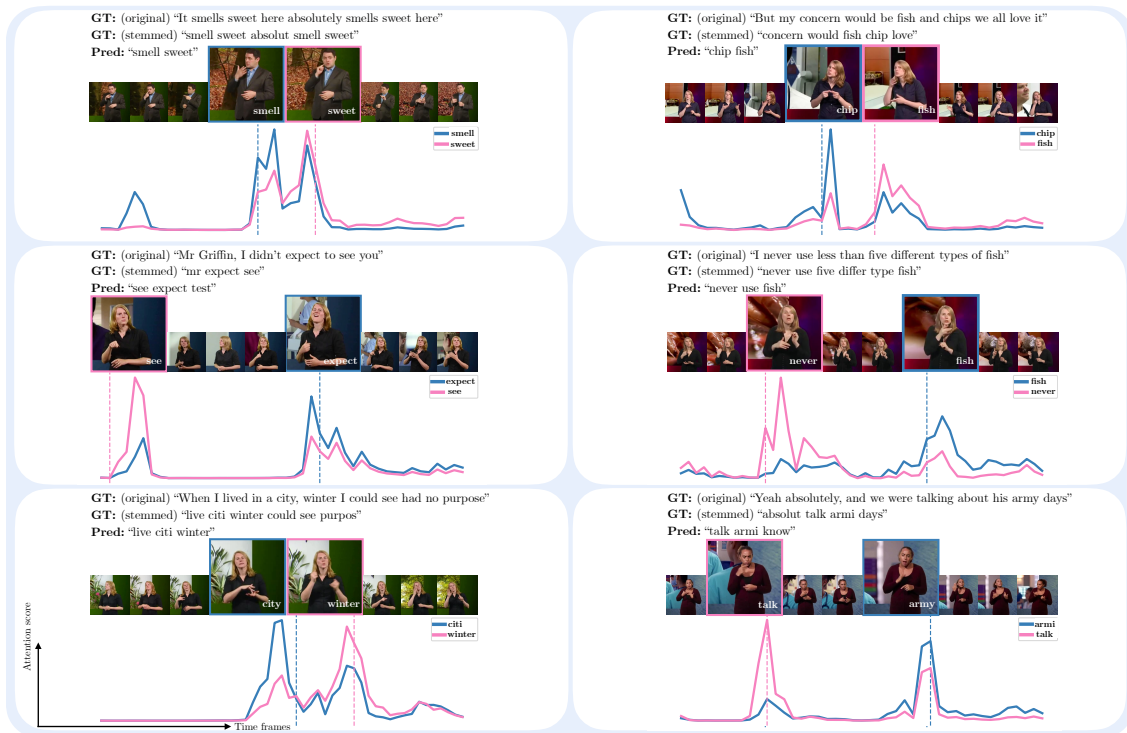 GT: (original) “It smells sweet here absolutely smells sweet here”
GT: (stemmed) “smell sweet absolut smell sweet”
Pred: “smell sweet”
smell
sweet
smell
sweet
GT: (original) “But my concern would be fish and chips we all love it”
GT: (stemmed) “concern would fish chip love”
Pred: “chip fish”
chip
fish
chip
fish
GT: (original) “Mr Griffin, I didn’t expect to see you”
GT: (stemmed) “mr expect see”
Pred: “see expect test”
see
expect
expect
see
GT: (original) “I never use less than five different types of fish”
GT: (stemmed) “never use five differ type fish”
Pred: “never use fish”
never
fish
fish
never
GT: (original) “When I lived in a city, winter I could see had no purpose”
GT: (stemmed) “live citi winter could see purpos”
Pred: “live citi winter”
city
winter
citi
winter
Attention score
Time frames
GT: (original) “Yeah absolutely, and we were talking about his army days”
GT: (stemmed) “absolut talk armi days”
Pred: “talk armi know”
talk
army
armi
talk